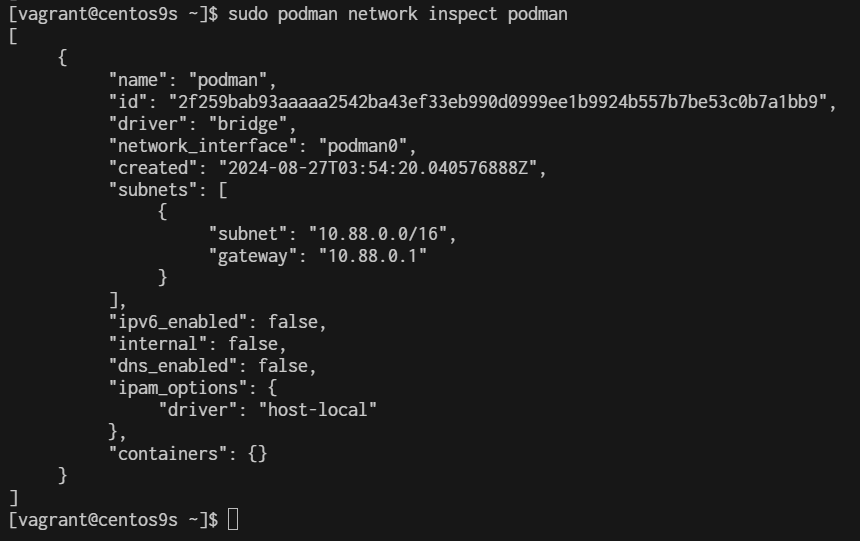 [vagrant@centos9s ~]$ sudo podman network inspect podman
[
     {
          "name": "podman",
          "id": "2f259bab93aaaaa2542ba43ef33eb990d0999ee1b9924b557b7be53c0b7a1bb9",
          "driver": "bridge",
          "network_interface": "podman0",
          "created": "2024-08-27T03:54:20.040576888Z",
          "subnets": [
               {
                    "subnet": "10.88.0.0/16",
                    "gateway": "10.88.0.1"
               }
          ],
          "ipv6_enabled": false,
          "internal": false,
          "dns_enabled": false,
          "ipam_options": {
               "driver": "host-local"
          },
          "containers": {}
     }
]
[vagrant@centos9s ~]$